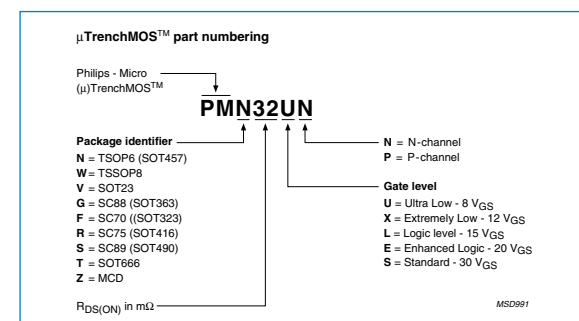 µTrenchMOS™ part numbering
Philips - Micro
(µ)TrenchMOS™
PMN32UN
Package identifier
N = TSOP6 (SOT457)
W = TSSOP8
V = SOT23
G = SC88 (SOT363)
F = SC70 ((SOT323)
R = SC75 (SOT416)
S = SC89 (SOT490)
T = SOT666
Z = MCD
RDS(ON) in mΩ
N = N-channel
P = P-channel
Gate level
U = Ultra Low - 8 VGS
X = Extremely Low - 12 VGS
L = Logic level - 15 VGS
E = Enhanced Logic - 20 VGS
S = Standard - 30 VGS
MSD991